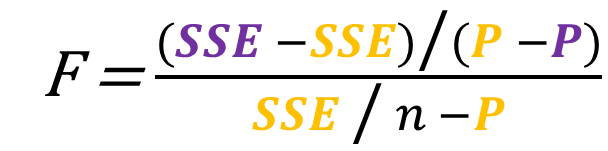 F = (SSE − SSE)/(P − P)
SSE / n − P